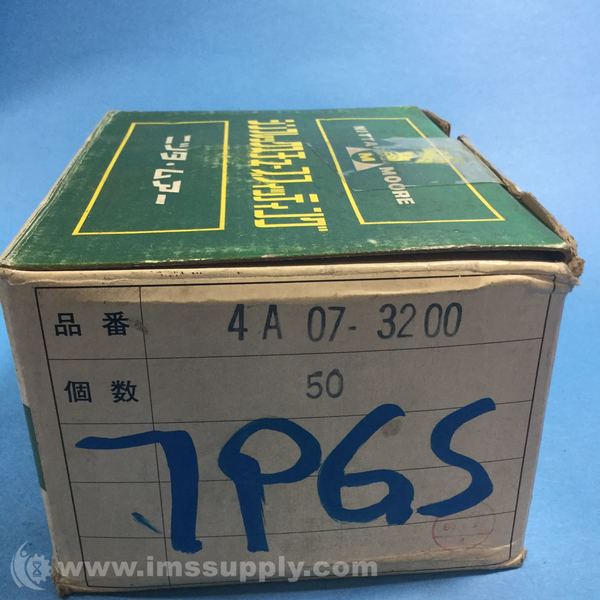 NITTA MOORE
M
ニッタ・ムアー
品番 4A 07-3200
個数 50
7PGS
www.imssupply.com